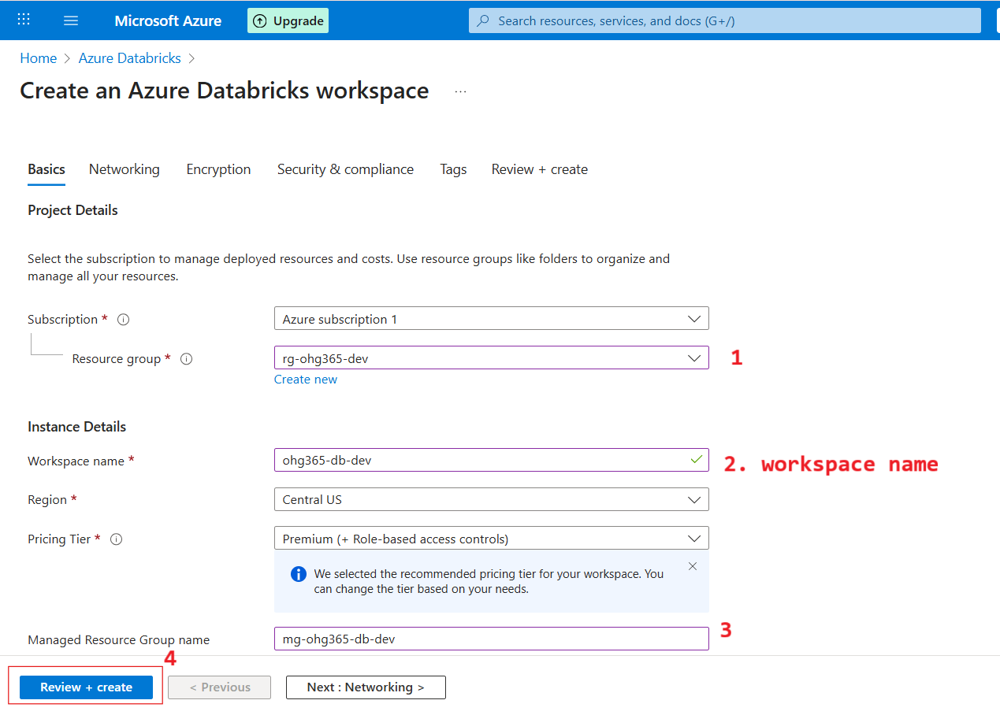 Microsoft Azure
Upgrade
Search resources, services, and docs (G+/)
Home > Azure Databricks >
Create an Azure Databricks workspace ...
Basics Networking Encryption Security & compliance Tags Review + create
Project Details
Select the subscription to manage deployed resources and costs. Use resource groups like folders to organize and
manage all your resources.
Subscription *
Azure subscription 1
Resource group *
rg-ohg365-dev
1
Create new
Instance Details
Workspace name *
ohg365-db-dev
2. workspace name
Region *
Central US
Pricing Tier *
Premium (+ Role-based access controls)
We selected the recommended pricing tier for your workspace. You
can change the tier based on your needs.
Managed Resource Group name
mg-ohg365-db-dev
3
4
Review + create
< Previous
Next : Networking >